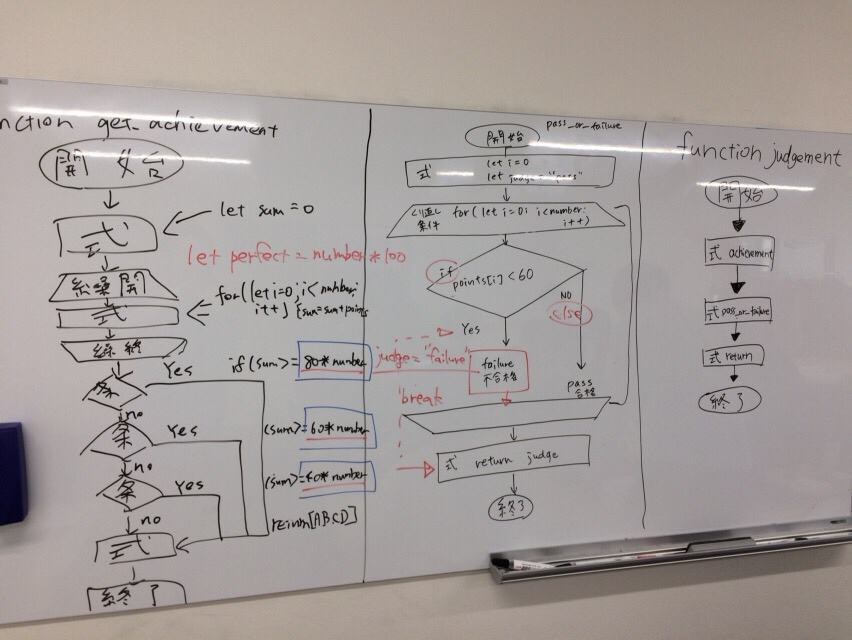 nction get_achievement
開始
let sum=0
式
let perfect = number * 100
繰開
for(let i=0; i<number;
i++) {sum=sum+points
式
繰終
if(sum)>=80*number
条
Yes
no
(sum)>=60*number
条
Yes
no
(sum)>=40*number
条
Yes
no
return[ABCD]
式
終了
pass_or_failure
開始
式
let i=0
let judge="pass"
くり返し
条件
for(let i=0; i<number;
i++)
if
points[i]<60
NO
else
Yes
judge="failure"
failure
不合格
pass
合格
break
式 return judge
終了
function judgement
開始
式 achievement
式 pass_or_failure
式 return
終了